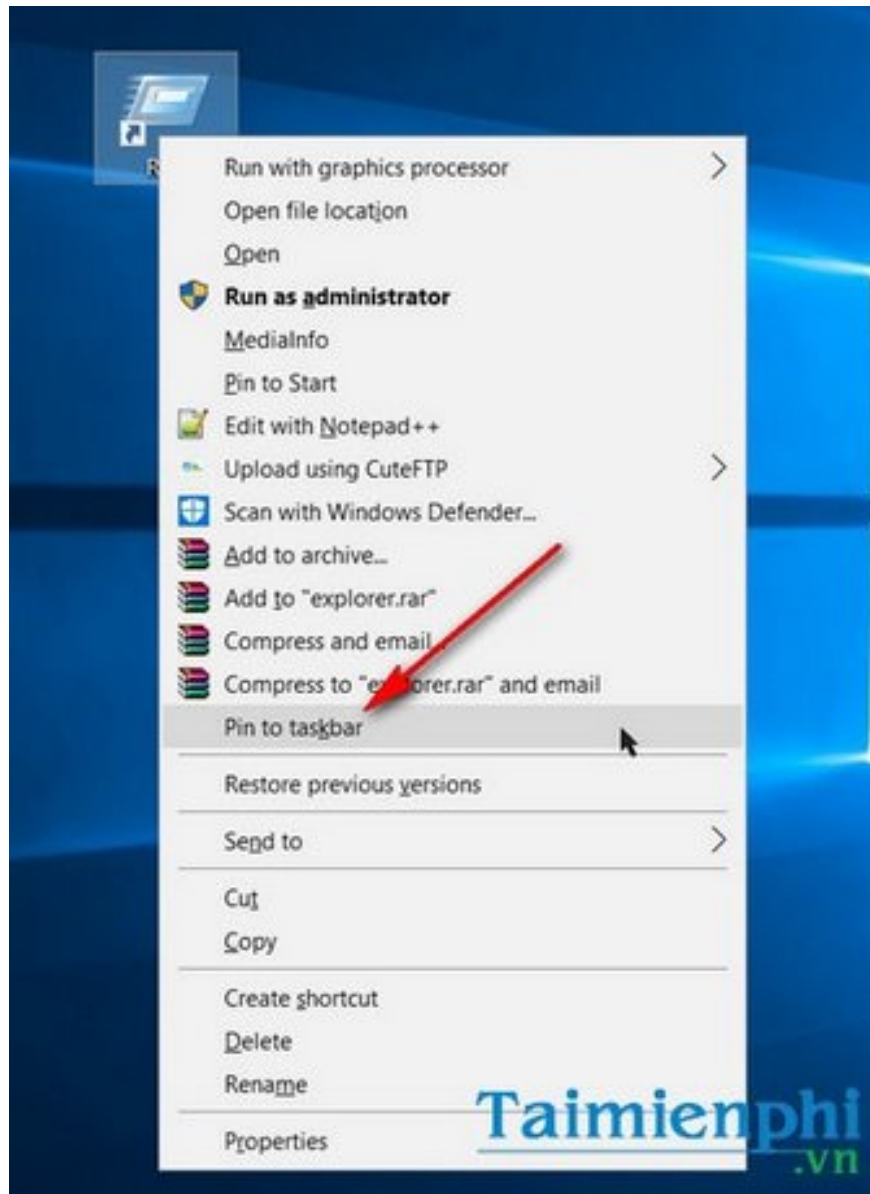 Run with graphics processor
Open file location
Open
Run as administrator
MediaInfo
Pin to Start
Edit with Notepad++
Upload using CuteFTP
Scan with Windows Defender...
Add to archive...
Add to "explorer.rar"
Compress and email...
Compress to "explorer.rar" and email
Pin to taskbar
Restore previous versions
Send to
Cut
Copy
Create shortcut
Delete
Rename
Properties
Taimienphi
.vn